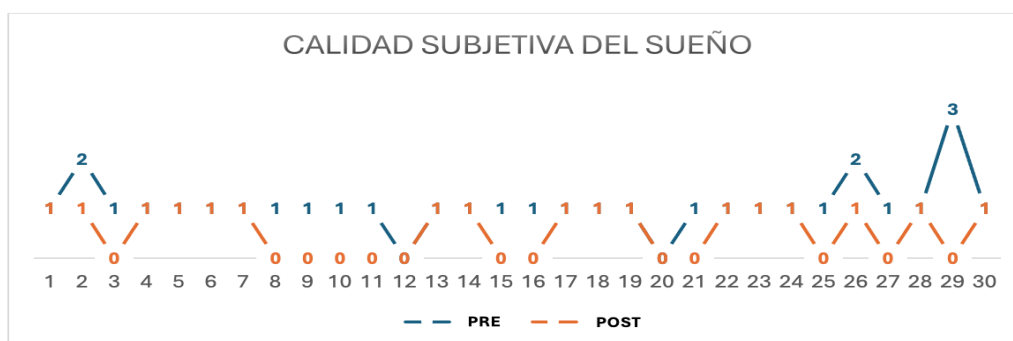 CALIDAD SUBJETIVA DEL SUEÑO
3
2 2
1 1 1 1 1 1 1 1 1 1 1 1 1 1 1 1 1 1 1 1 1 1 1 1 1 1 1
0 0 0 0 0 0 0 0 0 0 0 0 0
1 2 3 4 5 6 7 8 9 10 11 12 13 14 15 16 17 18 19 20 21 22 23 24 25 26 27 28 29 30
PRE POST